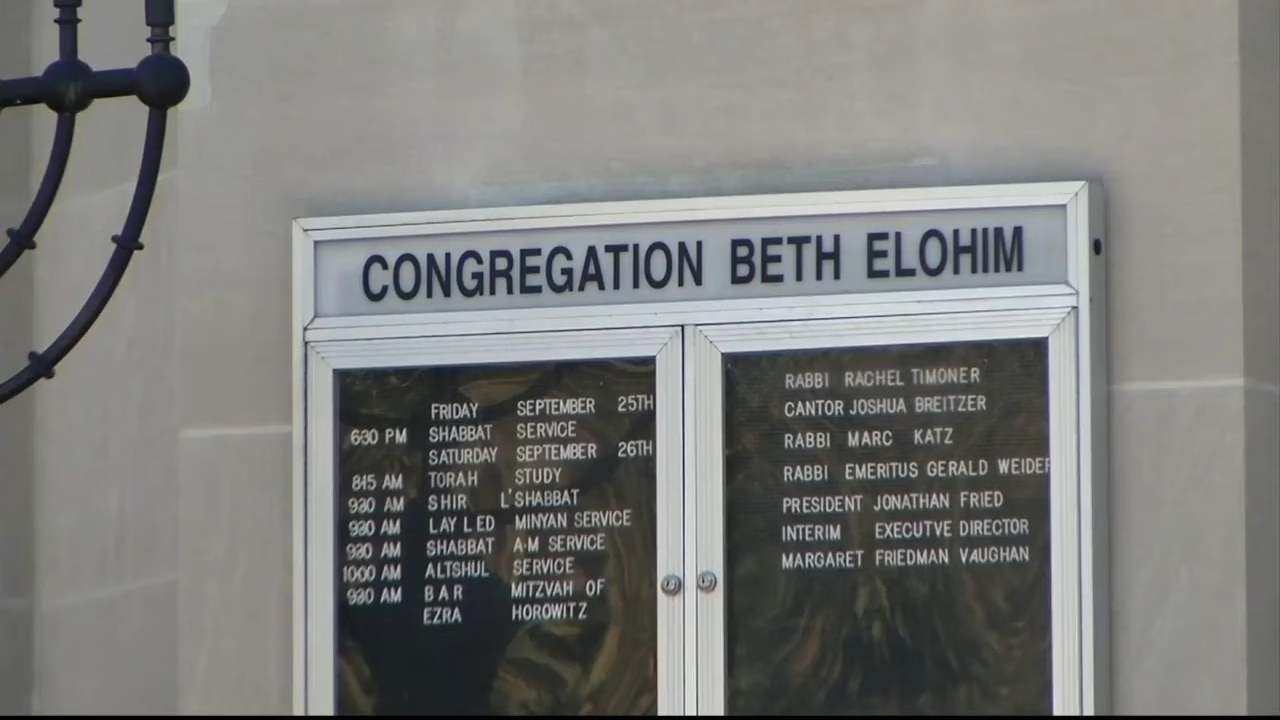 CONGREGATION BETH ELOHIM
FRIDAY SEPTEMBER 25TH
630 PM SHABBAT SERVICE
SATURDAY SEPTEMBER 26TH
845 AM TORAH STUDY
930 AM SHIR L'SHABBAT
930 AM LAY LED MINYAN SERVICE
930 AM SHABBAT A·M SERVICE
1000 AM ALTSHUL SERVICE
930 AM BAR MITZVAH OF
EZRA HOROWITZ
RABBI RACHEL TIMONER
CANTOR JOSHUA BREITZER
RABBI MARC KATZ
RABBI EMERITUS GERALD WEIDER
PRESIDENT JONATHAN FRIED
INTERIM EXECUTVE DIRECTOR
MARGARET FRIEDMAN VAUGHAN